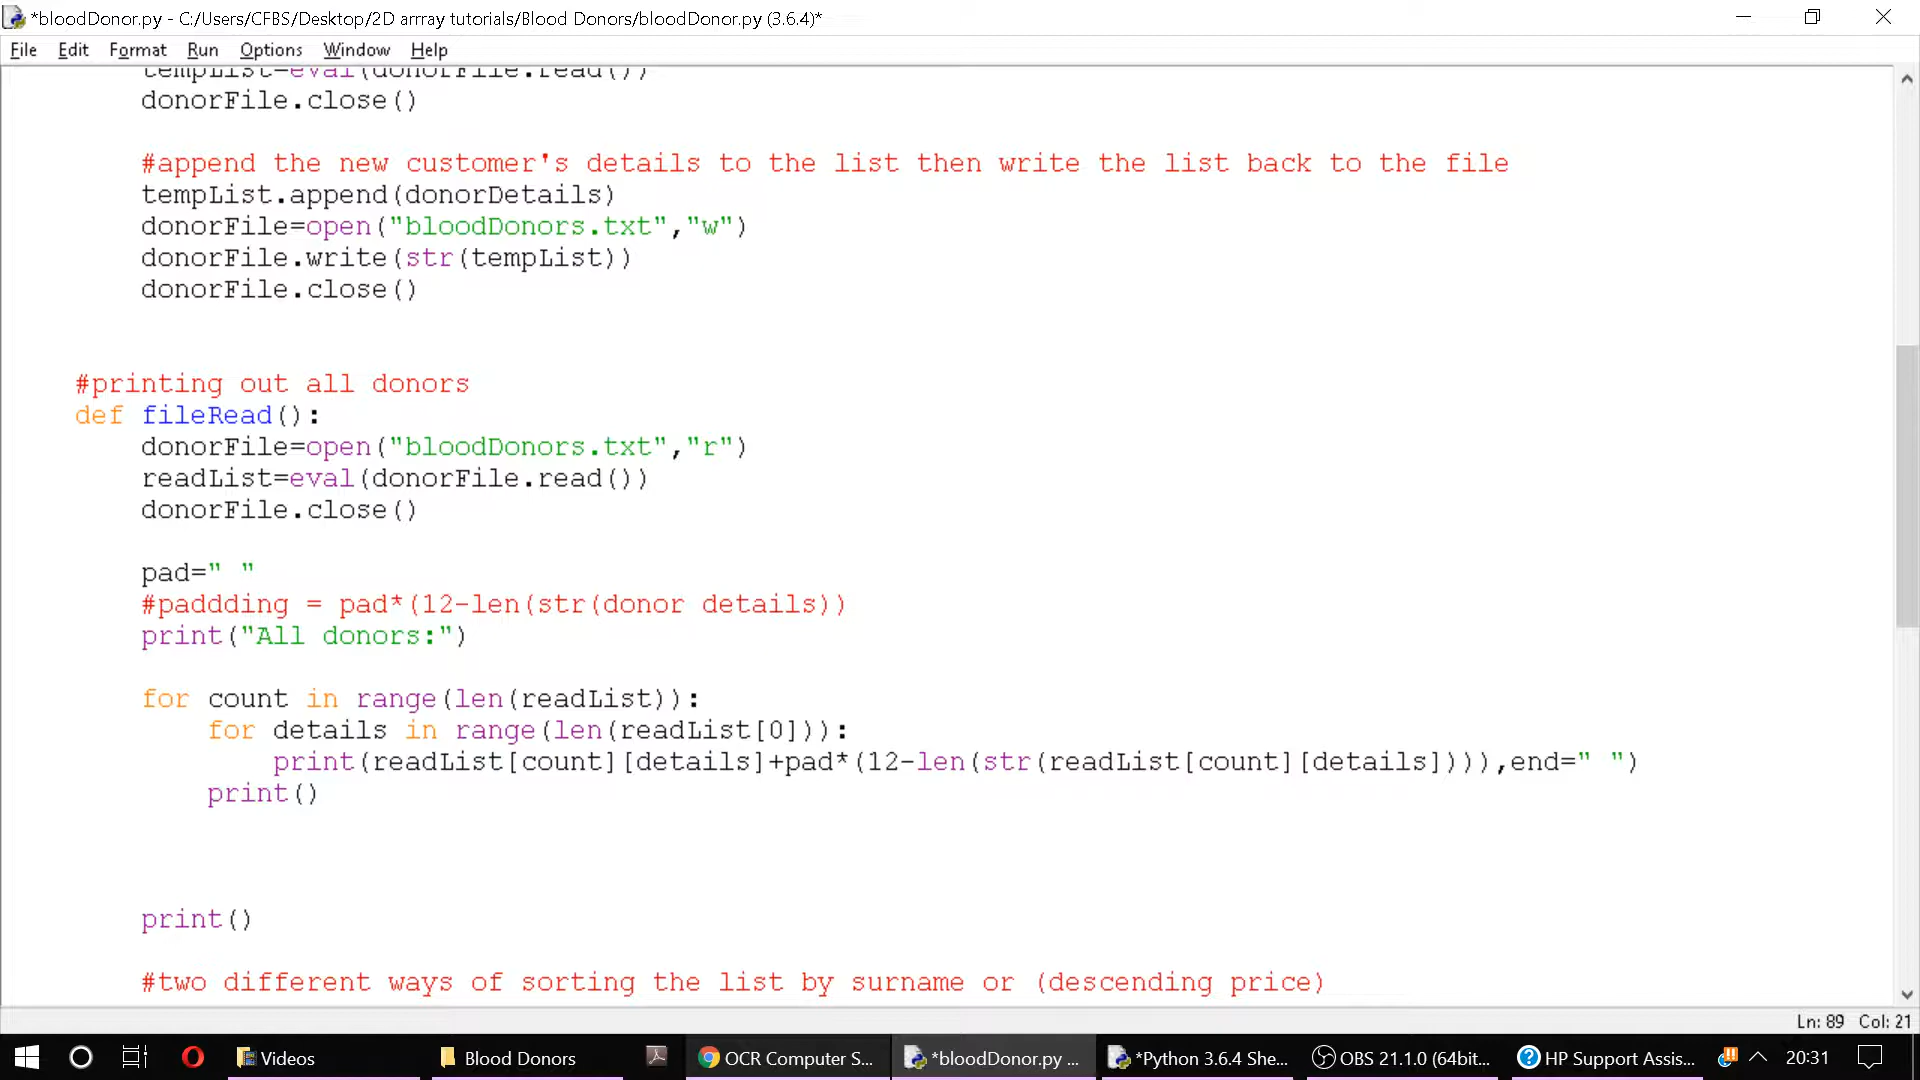 *bloodDonor.py - C:/Users/CFBS/Desktop/2D arrray tutorials/Blood Donors/bloodDonor.py (3.6.4)*
File Edit Format Run Options Window Help
tempList=eval(donorFile.read())
donorFile.close()
#append the new customer's details to the list then write the list back to the file
tempList.append(donorDetails)
donorFile=open("bloodDonors.txt","w")
donorFile.write(str(tempList))
donorFile.close()
#printing out all donors
def fileRead():
donorFile=open("bloodDonors.txt","r")
readList=eval(donorFile.read())
donorFile.close()
pad=" "
#paddding = pad*(12-len(str(donor details))
print("All donors:")
for count in range(len(readList)):
for details in range(len(readList[0])):
print(readList[count][details]+pad*(12-len(str(readList[count][details]))),end=" ")
print()
print()
#two different ways of sorting the list by surname or (descending price)
Ln: 89 Col: 21
Videos Blood Donors OCR Computer S... *bloodDonor.py ... *Python 3.6.4 She... OBS 21.1.0 (64bit... HP Support Assis... 20:31